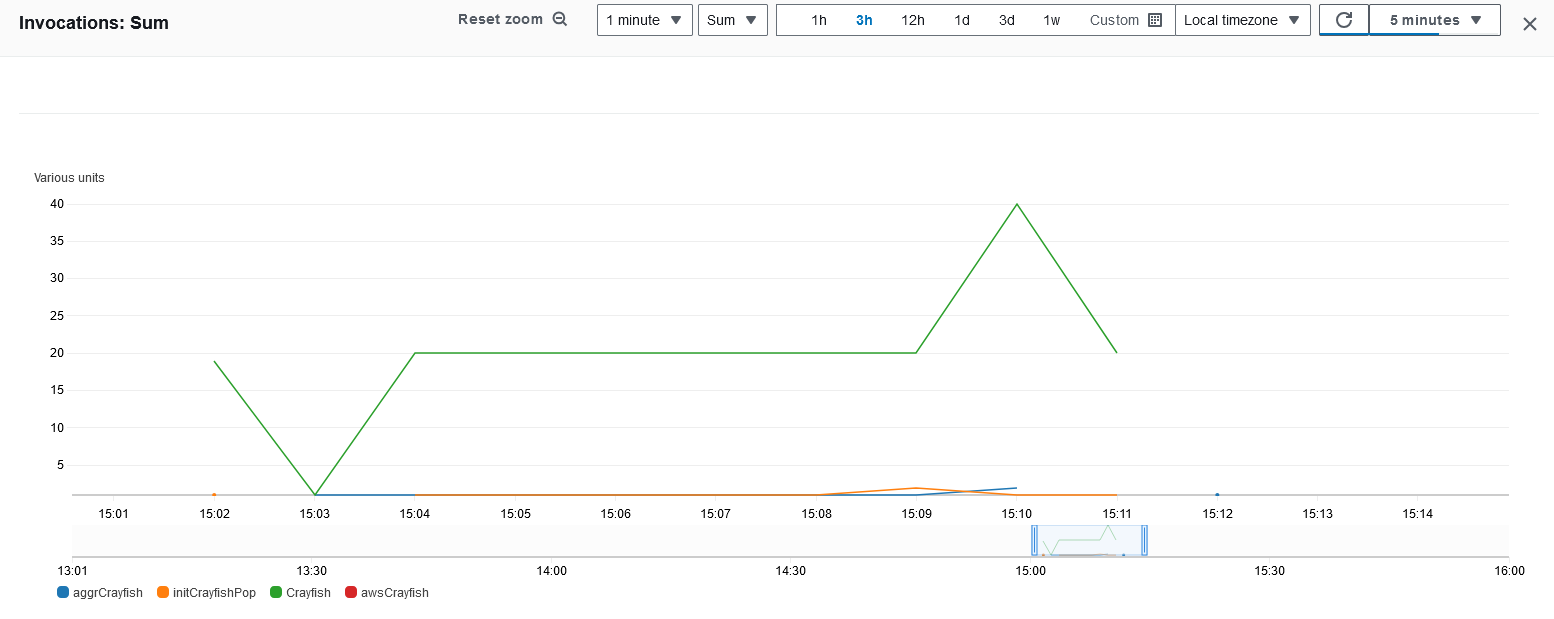 Invocations: Sum
Reset zoom
1 minute
Sum
1h 3h 12h 1d 3d 1w Custom
Local timezone
5 minutes
Various units
40
35
30
25
20
15
10
5
15:01 15:02 15:03 15:04 15:05 15:06 15:07 15:08 15:09 15:10 15:11 15:12 15:13 15:14
13:01 13:30 14:00 14:30 15:00 15:30 16:00
aggrCrayfish initCrayfishPop Crayfish awsCrayfish